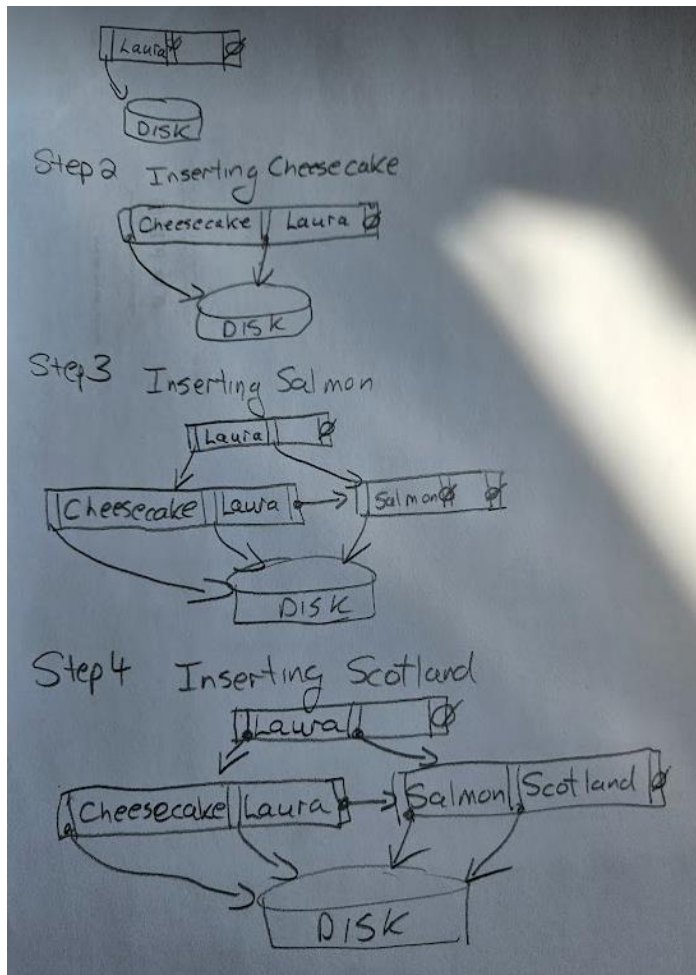 Laura ∅ ∅
DISK
Step 2 Inserting Cheesecake
Cheesecake Laura ∅
DISK
Step 3 Inserting Salmon
Laura ∅
Cheesecake Laura Salmon ∅ ∅
DISK
Step 4 Inserting Scotland
Laura ∅
Cheesecake Laura Salmon Scotland ∅
DISK